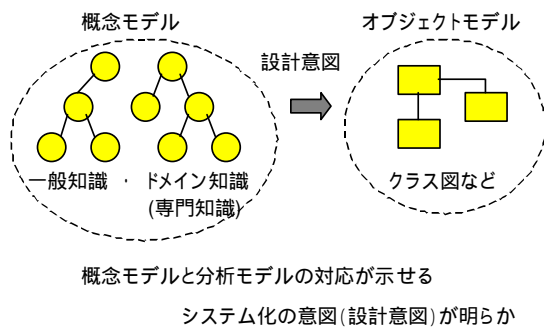 概念モデル
オブジェクトモデル
設計意図
一般知識 ・ ドメイン知識
(専門知識)
クラス図など
概念モデルと分析モデルの対応が示せる
システム化の意図(設計意図)が明らか